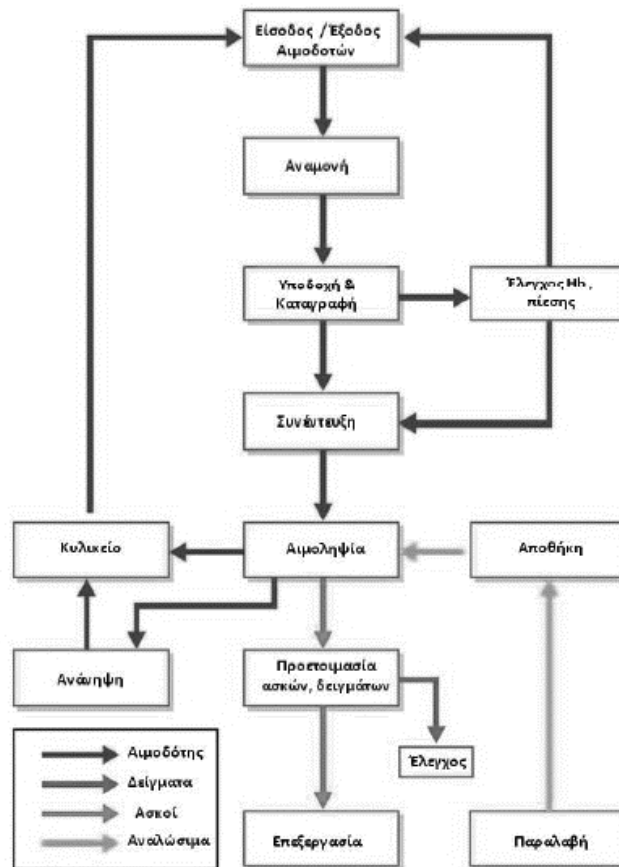 Είσοδος /Έξοδος
Αιμοδοτών
Αναμονή
Υποδοχή &
Καταγραφή
Έλεγχος Hb,
πίεσης
Συνέντευξη
Κυλικείο
Αιμοληψία
Αποθήκη
Ανάνηψη
Προετοιμασία
ασκών, δειγμάτων
Έλεγχος
Αιμοδότης
Δείγματα
Ασκοί
Αναλώσιμα
Επεξεργασία
Παραλαβή